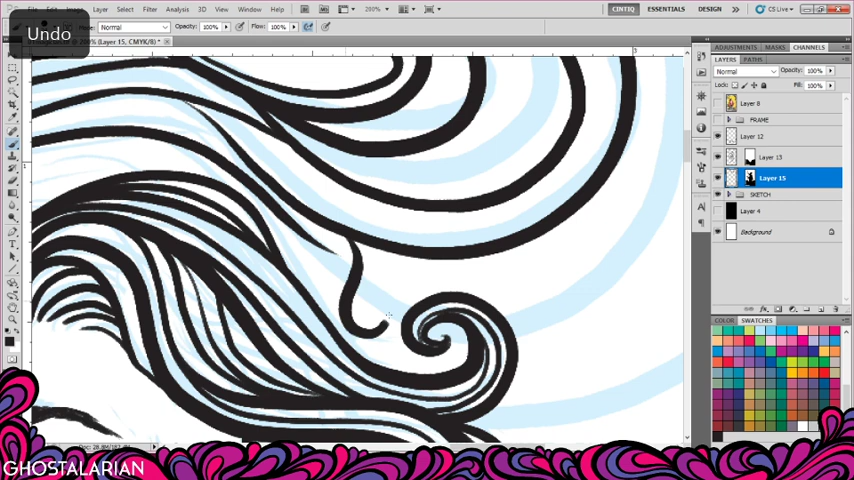 Undo
File Edit Image Layer Select Filter Analysis 3D View Window Help
CINTIQ ESSENTIALS DESIGN CS Live
Mode: Normal Opacity: 100% Flow: 100%
(Layer 15, CMYK/8) *
ADJUSTMENTS MASKS CHANNELS
LAYERS PATHS
Normal Opacity: 100%
Lock: Fill: 100%
Layer 8
FRAME
Layer 12
Layer 13
Layer 15
SKETCH
Layer 4
Background
COLOR SWATCHES
GHOSTALARIAN